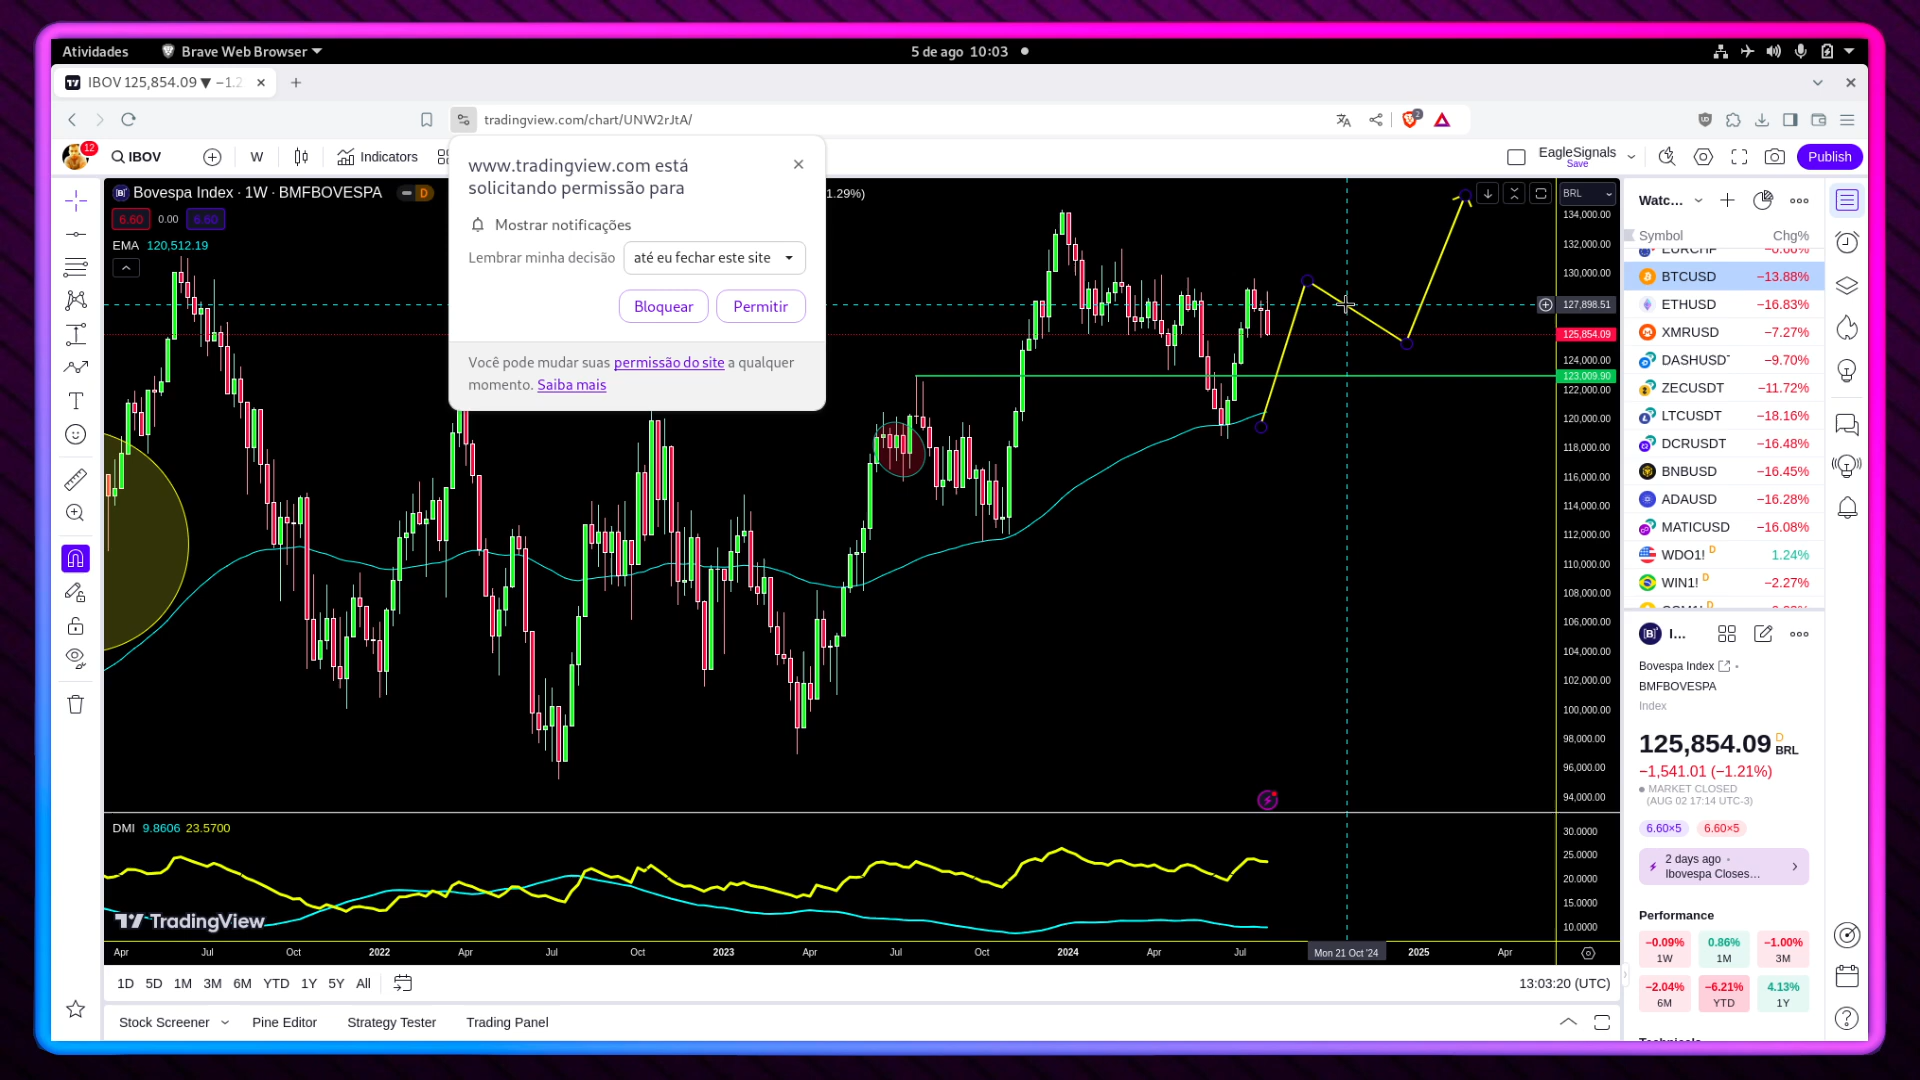 Atividades
Brave Web Browser
5 de ago 10:03
IBOV 125,854.09 ▼ −1.2
tradingview.com/chart/UNW2rJtA/
2
12
IBOV
W
Indicators
EagleSignals
Save
Publish
www.tradingview.com está
solicitando permissão para
Mostrar notificações
Lembrar minha decisão
até eu fechar este site
Bloquear
Permitir
Você pode mudar suas permissão do site a qualquer
momento. Saiba mais
Bovespa Index · 1W · BMFBOVESPA
D
1.29%)
6.60
0.00
6.60
EMA 120,512.19
BRL
134,000.00
132,000.00
130,000.00
127,898.51
125,854.09
124,000.00
123,009.90
122,000.00
120,000.00
118,000.00
116,000.00
114,000.00
112,000.00
110,000.00
108,000.00
106,000.00
104,000.00
102,000.00
100,000.00
98,000.00
96,000.00
94,000.00
DMI 9.8606 23.5700
30.0000
25.0000
20.0000
15.0000
10.0000
TradingView
Apr
Jul
Oct
2022
Apr
Jul
Oct
2023
Apr
Jul
Oct
2024
Apr
Jul
Mon 21 Oct '24
2025
Apr
1D
5D
1M
3M
6M
YTD
1Y
5Y
All
13:03:20 (UTC)
Stock Screener
Pine Editor
Strategy Tester
Trading Panel
Watc...
Symbol
Chg%
BTCUSD −13.88%
ETHUSD −16.83%
XMRUSD −7.27%
DASHUSDT −9.70%
ZECUSDT −11.72%
LTCUSDT −18.16%
DCRUSDT −16.48%
BNBUSD −16.45%
ADAUSD −16.28%
MATICUSD −16.08%
WDO1! D 1.24%
WIN1! D −2.27%
I...
Bovespa Index
BMFBOVESPA
Index
125,854.09 D BRL
−1,541.01 (−1.21%)
MARKET CLOSED
(AUG 02 17:14 UTC-3)
6.60×5
6.60×5
2 days ago
Ibovespa Closes...
Performance
−0.09%
1W
0.86%
1M
−1.00%
3M
−2.04%
6M
−6.21%
YTD
4.13%
1Y